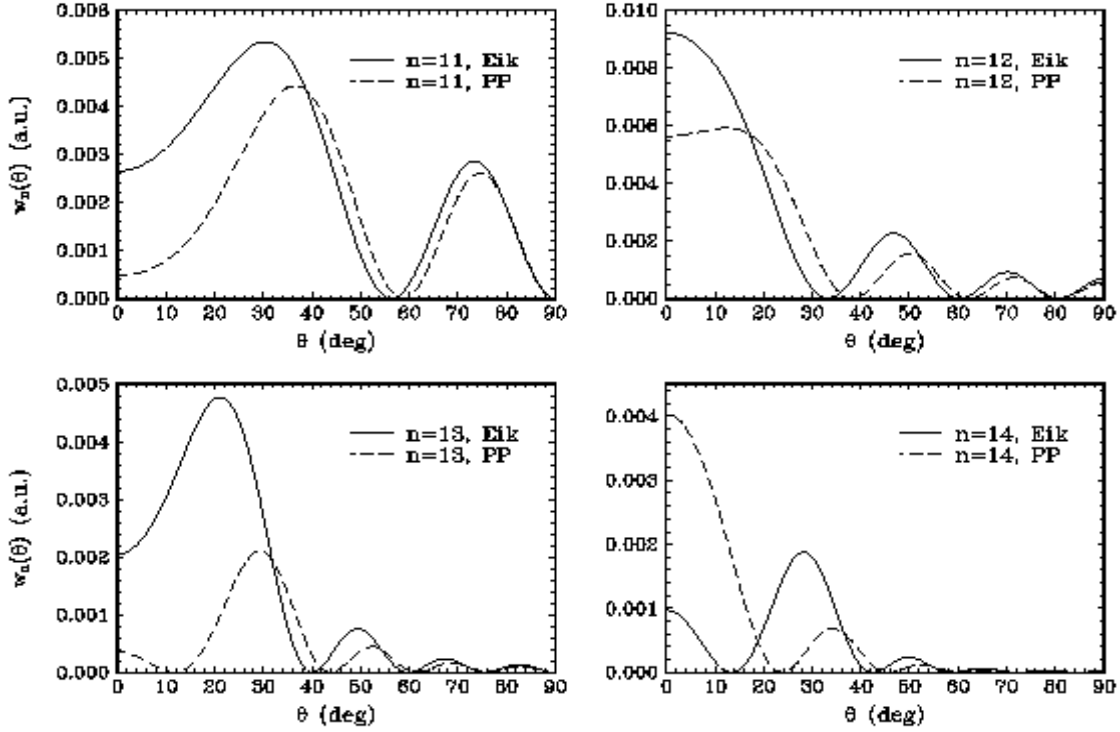 0.006
0.005
0.004
0.003
0.002
0.001
0.000
wn(θ) (a.u.)
n=11, Eik
n=11, PP
0 10 20 30 40 50 60 70 80 90
θ (deg)
0.010
0.008
0.006
0.004
0.002
0.000
n=12, Eik
n=12, PP
0 10 20 30 40 50 60 70 80 90
θ (deg)
0.005
0.004
0.003
0.002
0.001
0.000
wn(θ) (a.u.)
n=13, Eik
n=13, PP
0 10 20 30 40 50 60 70 80 90
θ (deg)
0.004
0.003
0.002
0.001
0.000
n=14, Eik
n=14, PP
0 10 20 30 40 50 60 70 80 90
θ (deg)